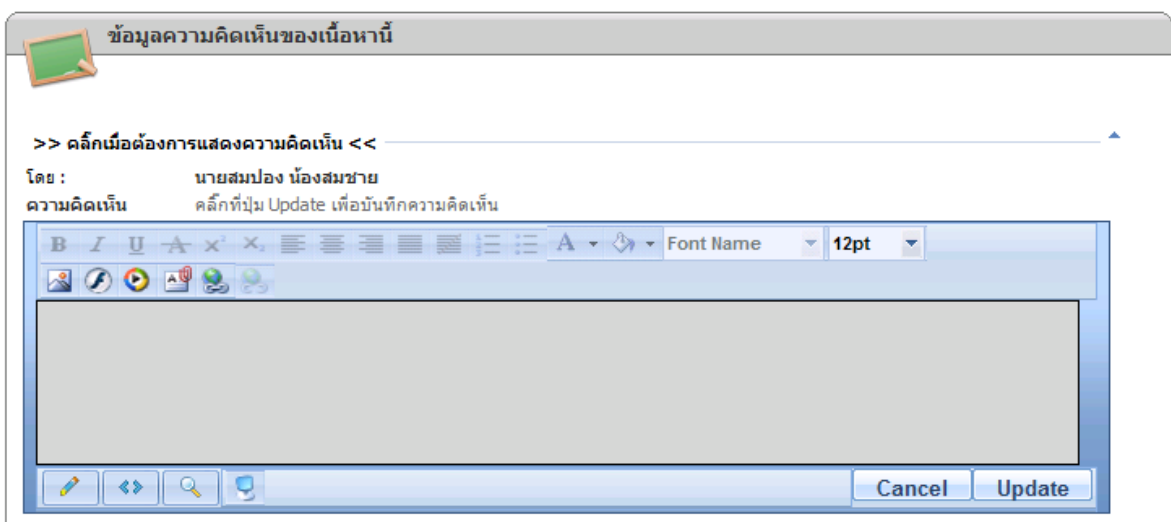 ข้อมูลความคิดเห็นของเนื้อหานี้
>> คลิ๊กเมื่อต้องการแสดงความคิดเห็น <<
โดย : นายสมปอง น้องสมชาย
ความคิดเห็น คลิ๊กที่ปุ่ม Update เพื่อบันทึกความคิดเห็น
B I U A x² x₂ A Font Name 12pt
Cancel Update